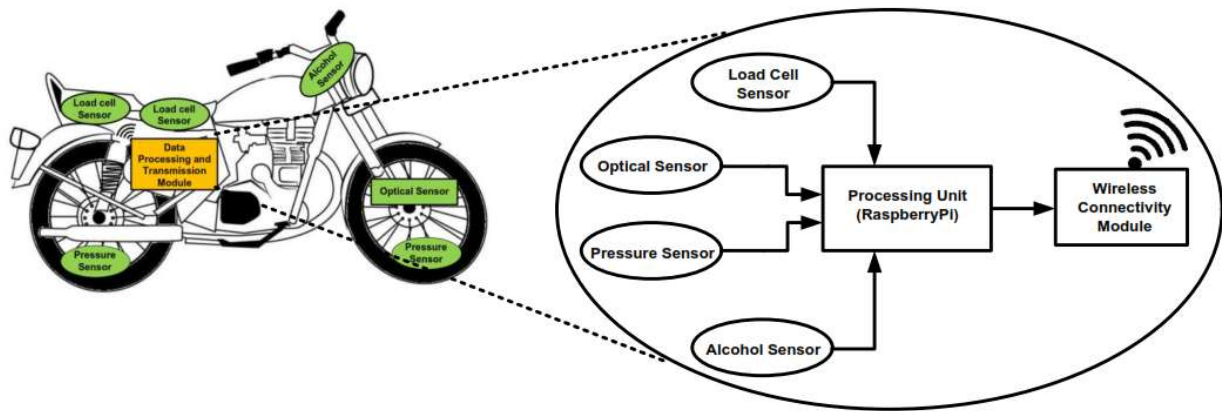 Alcohol
Sensor
Load cell
Sensor
Load cell
Sensor
Data
Processing and
Transmission
Module
Optical Sensor
Pressure
Sensor
Pressure
Sensor
Load Cell
Sensor
Optical Sensor
Pressure Sensor
Alcohol Sensor
Processing Unit
(RaspberryPi)
Wireless
Connectivity
Module